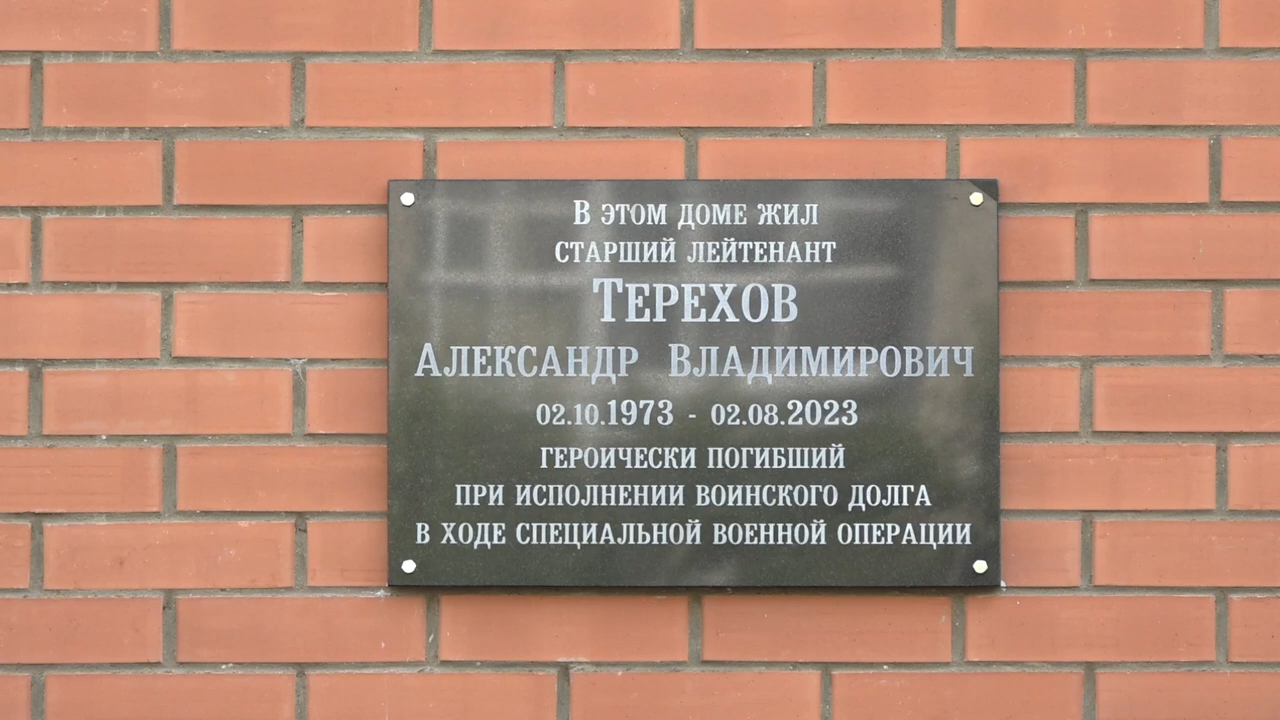 В ЭТОМ ДОМЕ ЖИЛ
СТАРШИЙ ЛЕЙТЕНАНТ
ТЕРЕХОВ
АЛЕКСАНДР ВЛАДИМИРОВИЧ
02.10.1973 - 02.08.2023
ГЕРОИЧЕСКИ ПОГИБШИЙ
ПРИ ИСПОЛНЕНИИ ВОИНСКОГО ДОЛГА
В ХОДЕ СПЕЦИАЛЬНОЙ ВОЕННОЙ ОПЕРАЦИИ